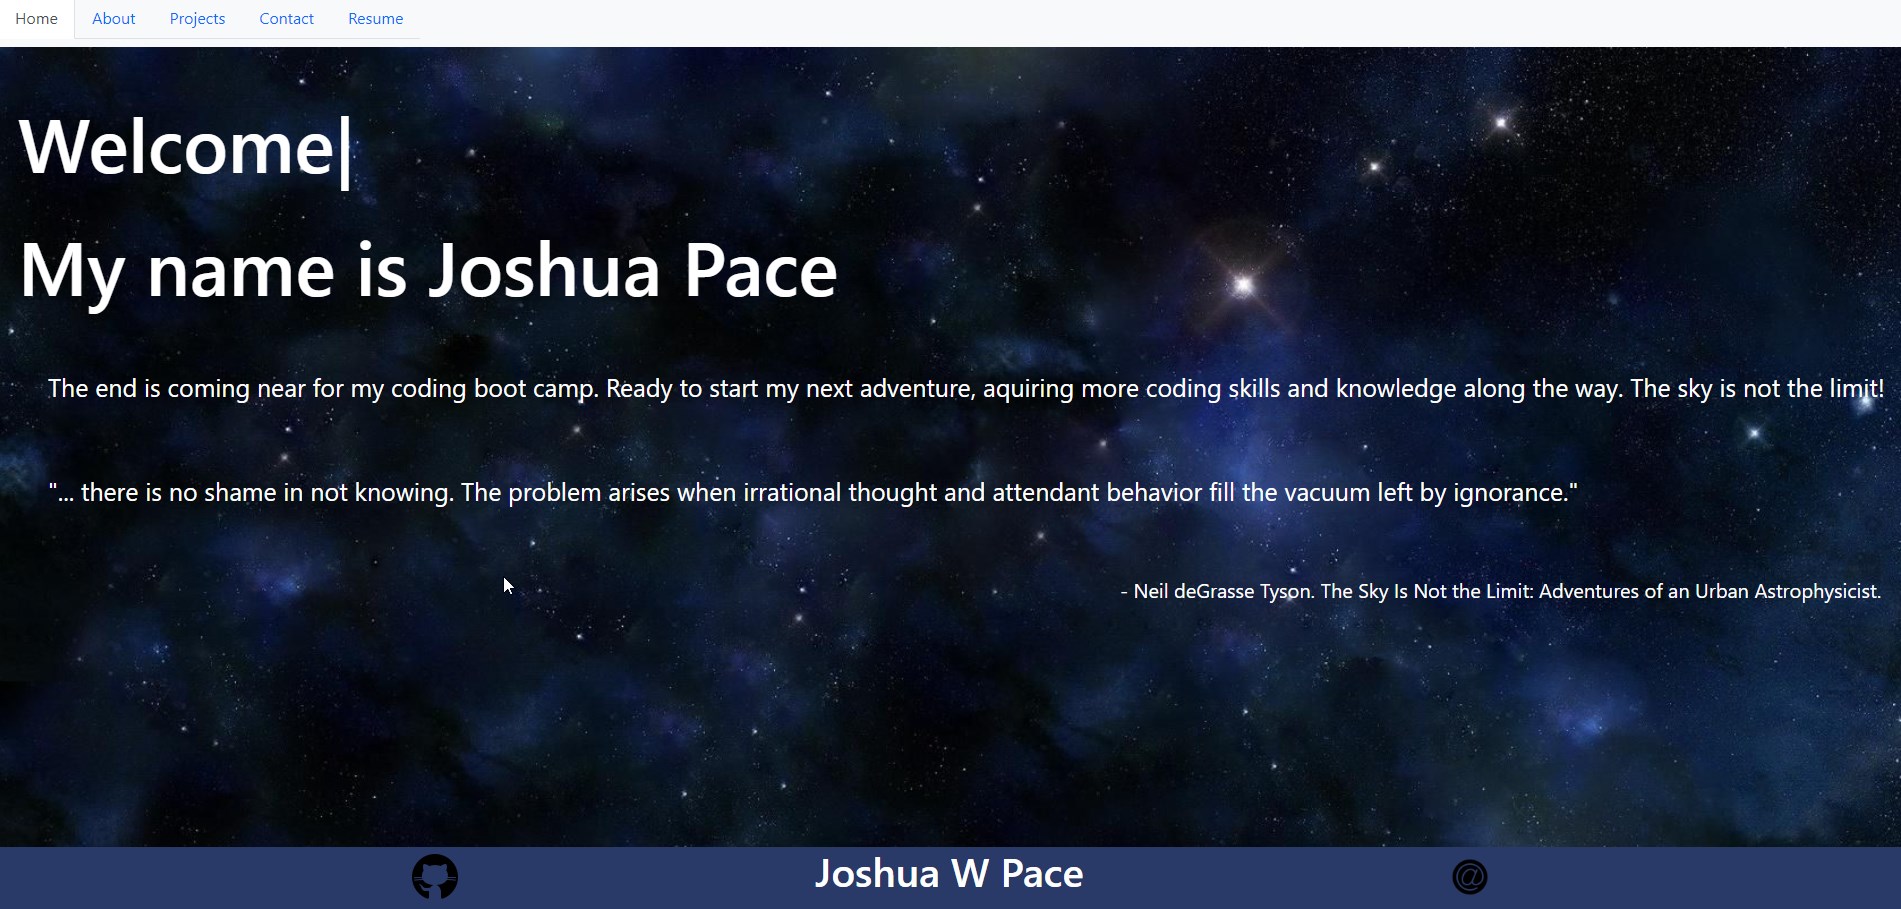 Home About Projects Contact Resume
Welcome|
My name is Joshua Pace
The end is coming near for my coding boot camp. Ready to start my next adventure, aquiring more coding skills and knowledge along the way. The sky is not the limit!
"... there is no shame in not knowing. The problem arises when irrational thought and attendant behavior fill the vacuum left by ignorance."
- Neil deGrasse Tyson. The Sky Is Not the Limit: Adventures of an Urban Astrophysicist.
Joshua W Pace @